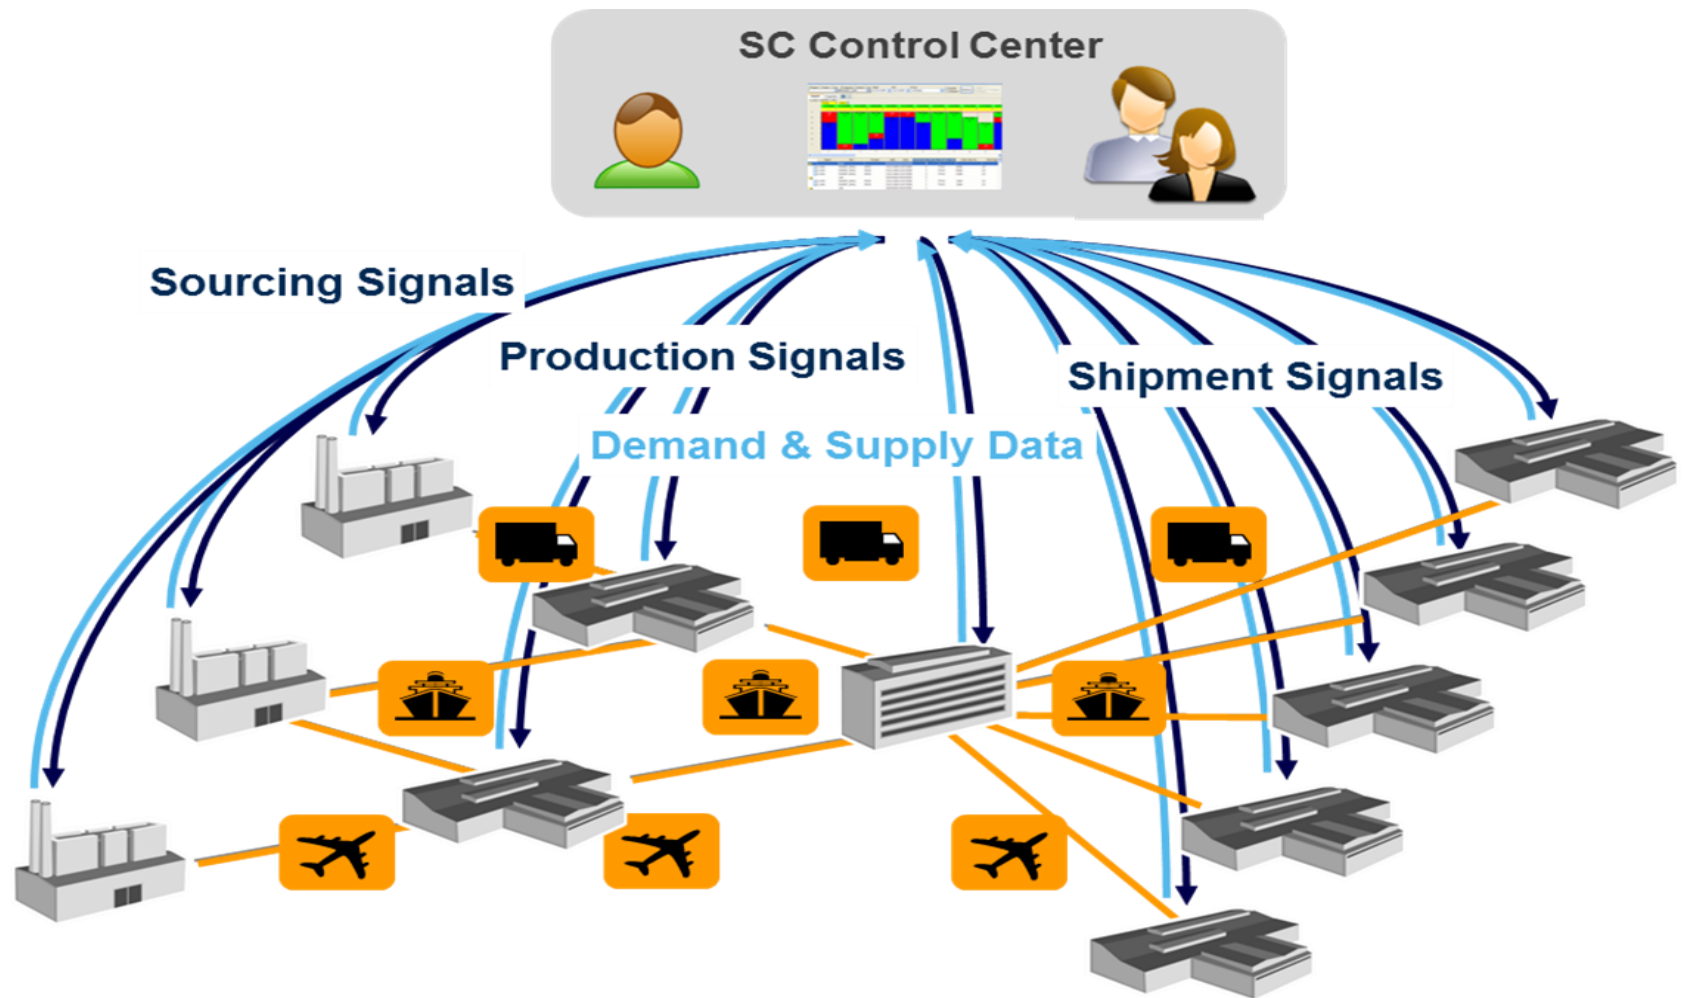 SC Control Center
Sourcing Signals
Production Signals
Shipment Signals
Demand & Supply Data